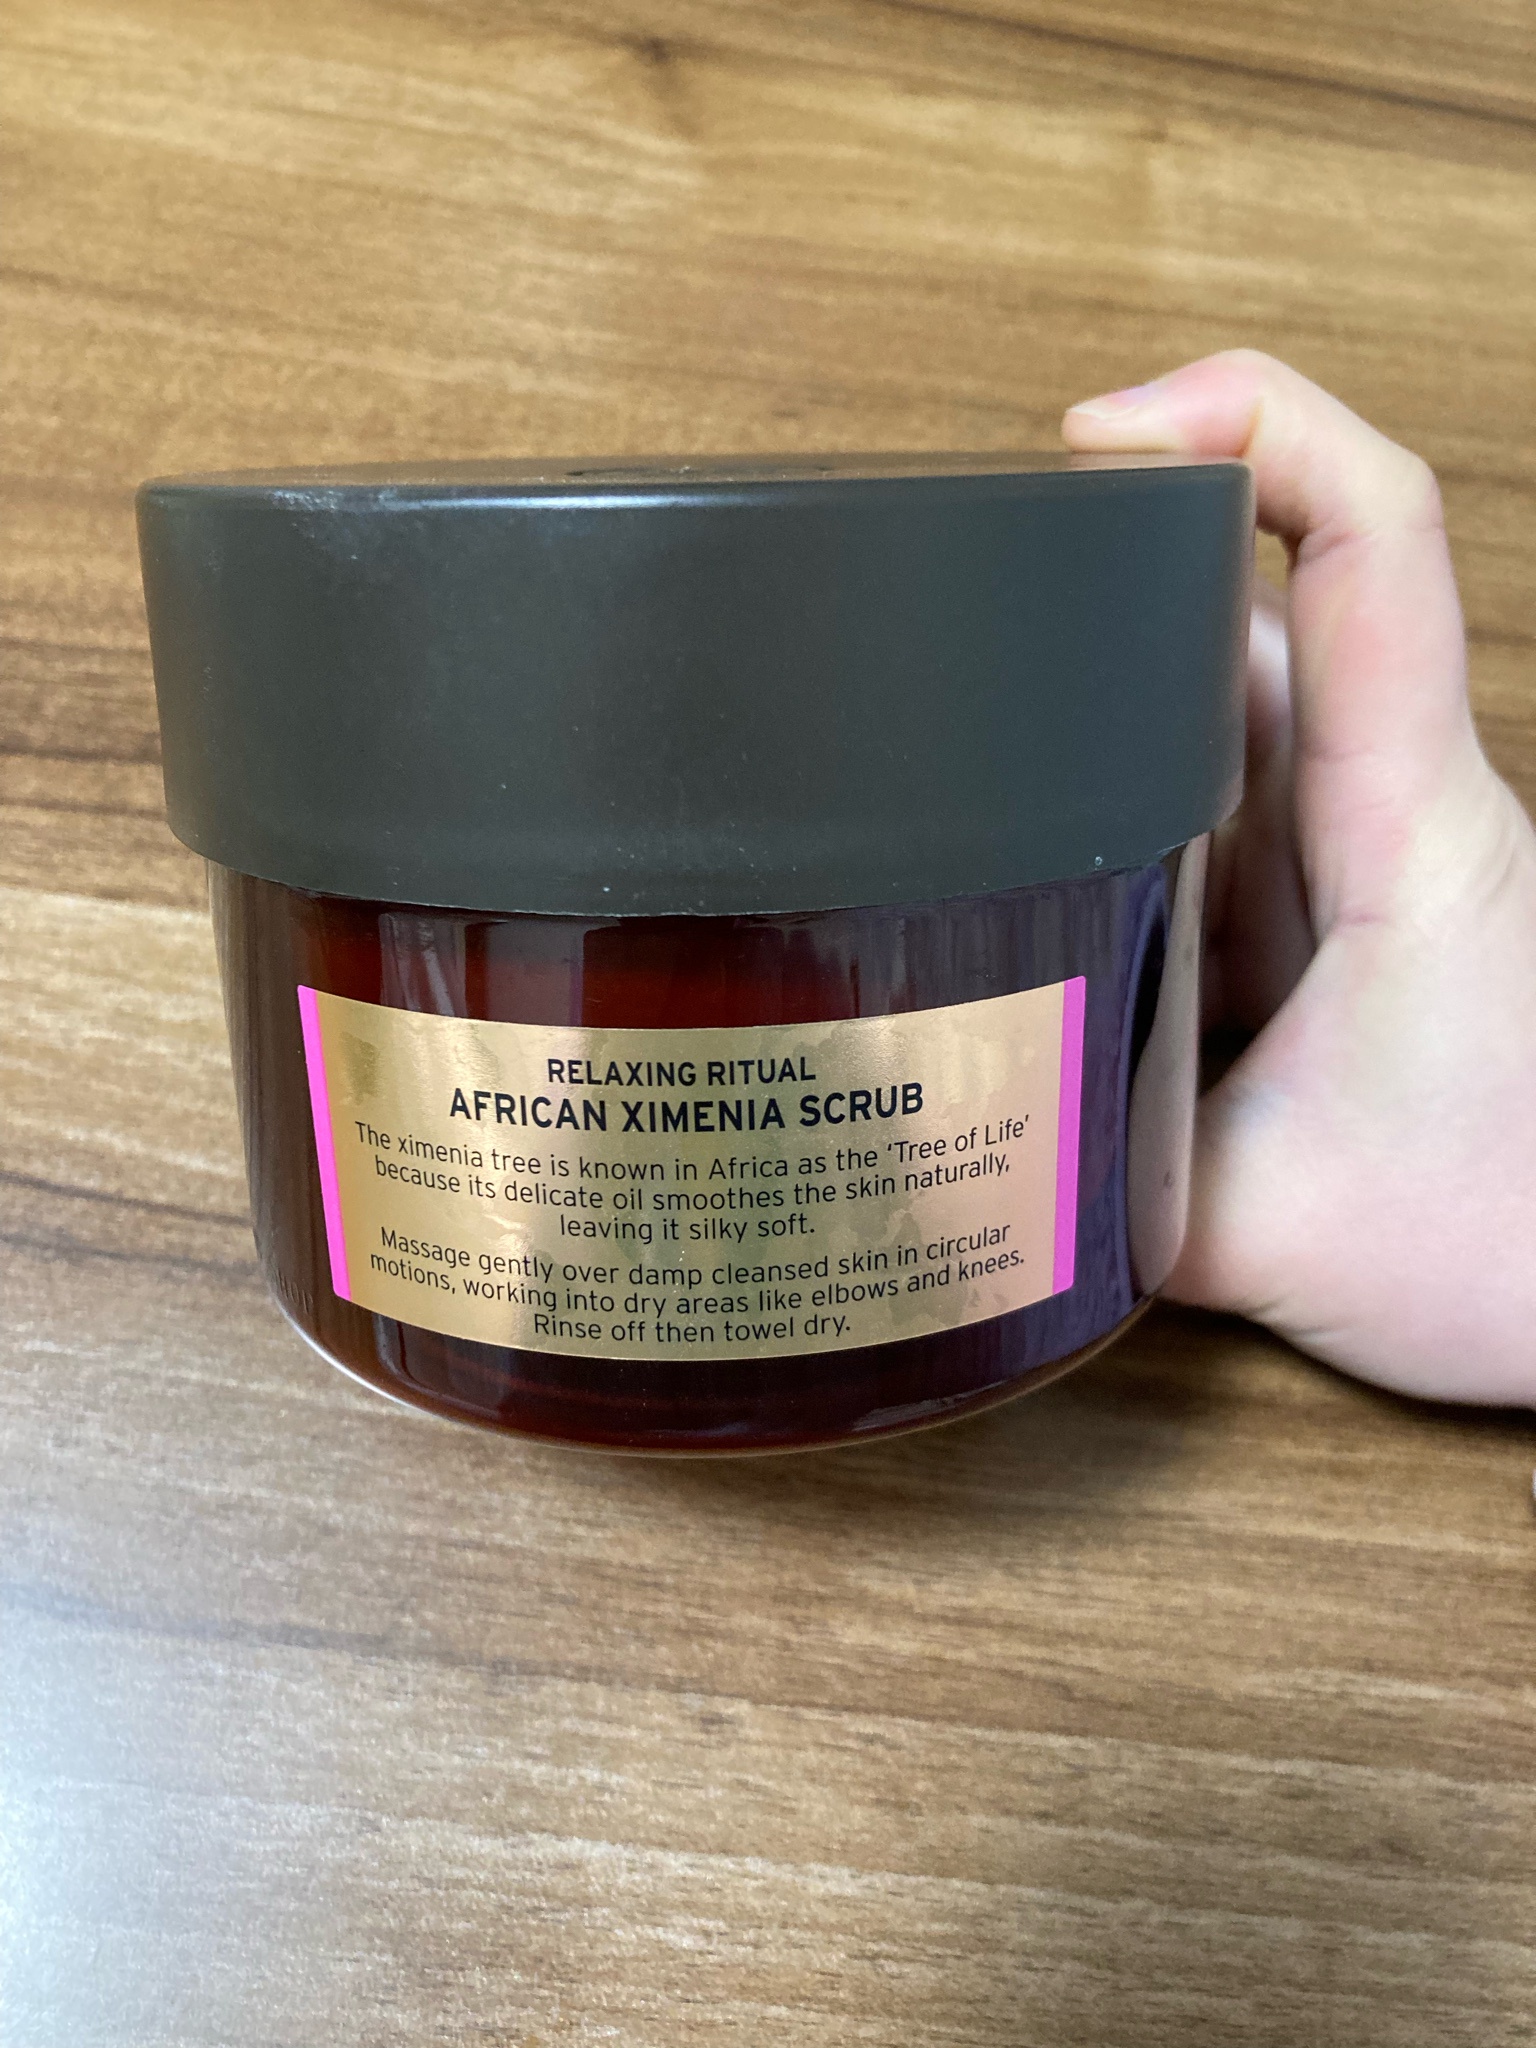 RELAXING RITUAL
AFRICAN XIMENIA SCRUB
The ximenia tree is known in Africa as the ‘Tree of Life’
because its delicate oil smoothes the skin naturally,
leaving it silky soft.
Massage gently over damp cleansed skin in circular
motions, working into dry areas like elbows and knees.
Rinse off then towel dry.